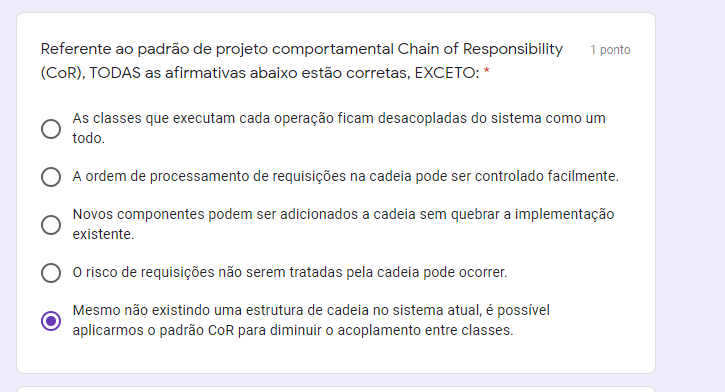 Referente ao padrão de projeto comportamental Chain of Responsibility
1 ponto
(CoR), TODAS as afirmativas abaixo estão corretas, EXCETO: *
As classes que executam cada operação ficam desacopladas do sistema como um
todo.
A ordem de processamento de requisições na cadeia pode ser controlado facilmente.
Novos componentes podem ser adicionados a cadeia sem quebrar a implementação
existente.
O risco de requisições não serem tratadas pela cadeia pode ocorrer.
Mesmo não existindo uma estrutura de cadeia no sistema atual, é possível
aplicarmos o padrão CoR para diminuir o acoplamento entre classes.